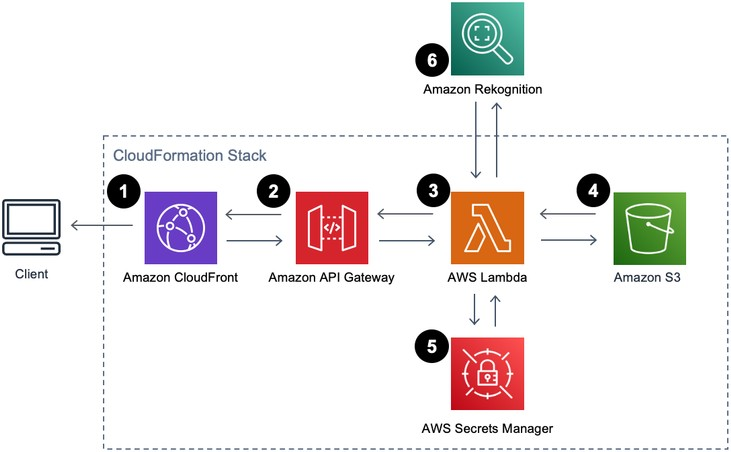 6
Amazon Rekognition
CloudFormation Stack
1
2
3
4
</>
Client
Amazon CloudFront
Amazon API Gateway
AWS Lambda
Amazon S3
5
AWS Secrets Manager